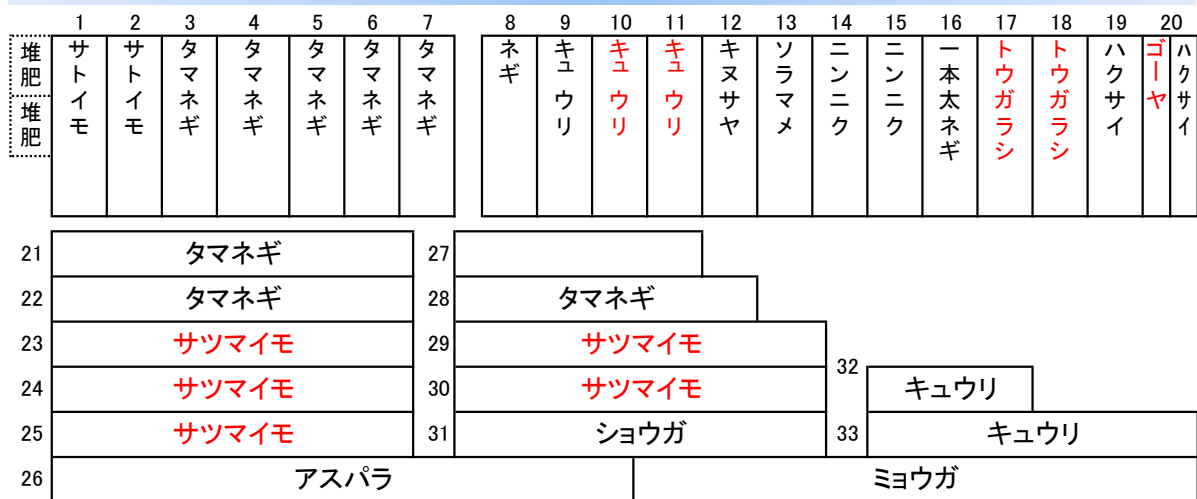 1 2 3 4 5 6 7 8 9 10 11 12 13 14 15 16 17 18 19 20
堆肥
堆肥
サトイモ
サトイモ
タマネギ
タマネギ
タマネギ
タマネギ
タマネギ
ネギ
キュウリ
キュウリ
キュウリ
キヌサヤ
ソラマメ
ニンニク
ニンニク
一本太ネギ
トウガラシ
トウガラシ
ハクサイ
ゴーヤ
ハクサイ
21 タマネギ 27
22 タマネギ 28 タマネギ
23 サツマイモ 29 サツマイモ
24 サツマイモ 30 サツマイモ 32 キュウリ
25 サツマイモ 31 ショウガ 33 キュウリ
26 アスパラ ミョウガ